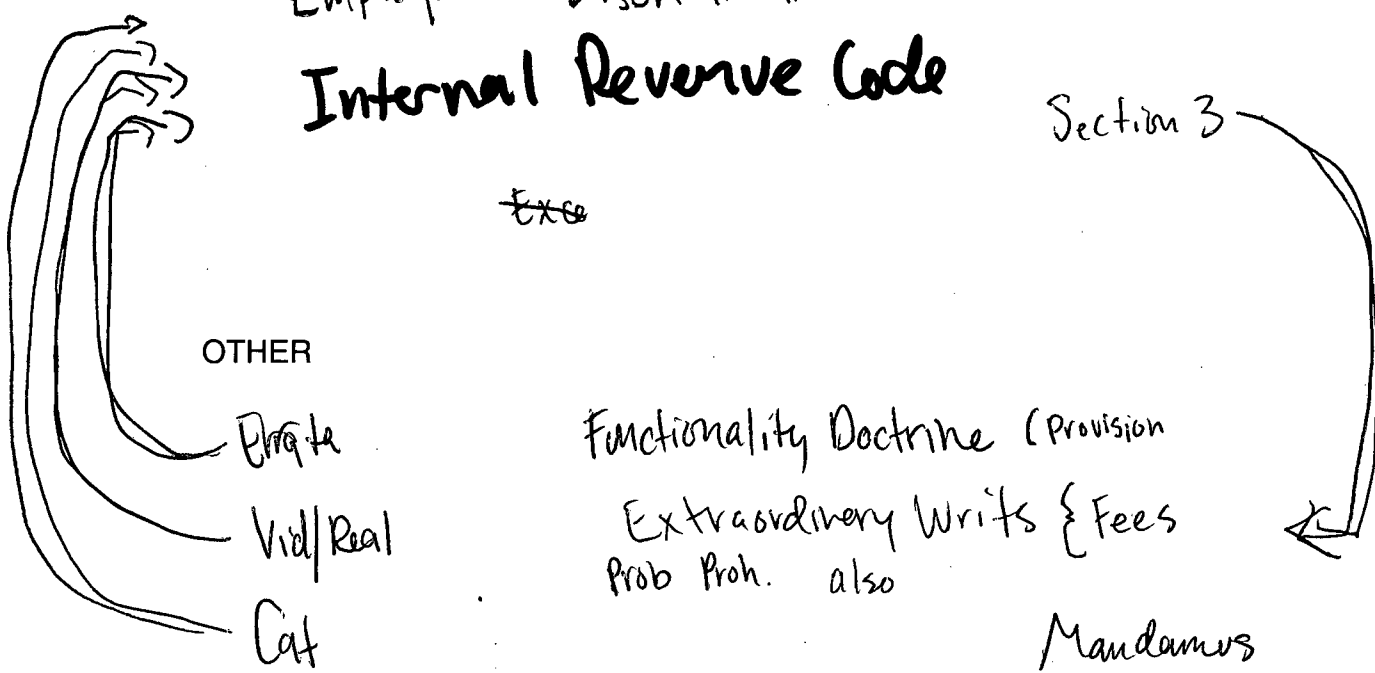 Internal Revenue Code
Section 3
Exce
OTHER
Errata Functionality Doctrine (Provision
Vid/Real Extraordinery Writs { Fees
Prob Proh. also
Cat Mandamus